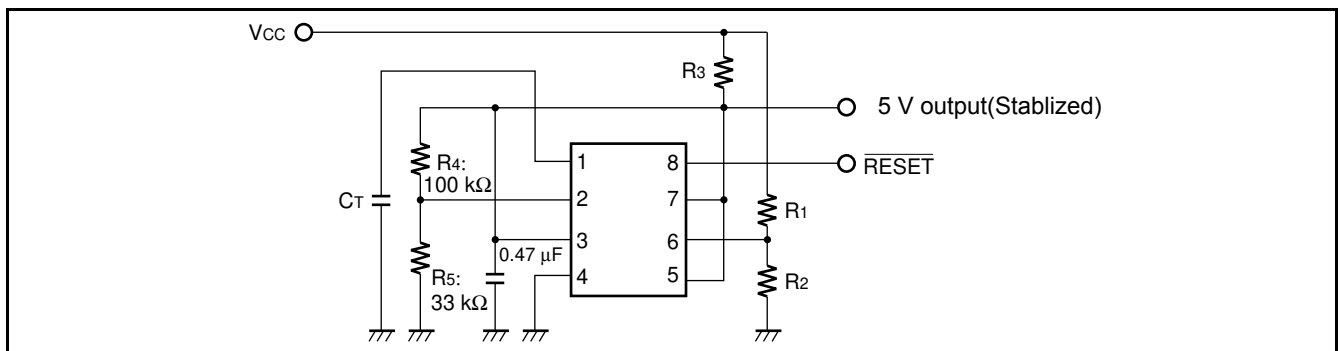 VCC
R3
5 V output(Stablized)
R4:
100 kΩ
1
2
3
4
8
7
6
5
RESET
CT
R1
0.47 μF
R5:
33 kΩ
R2